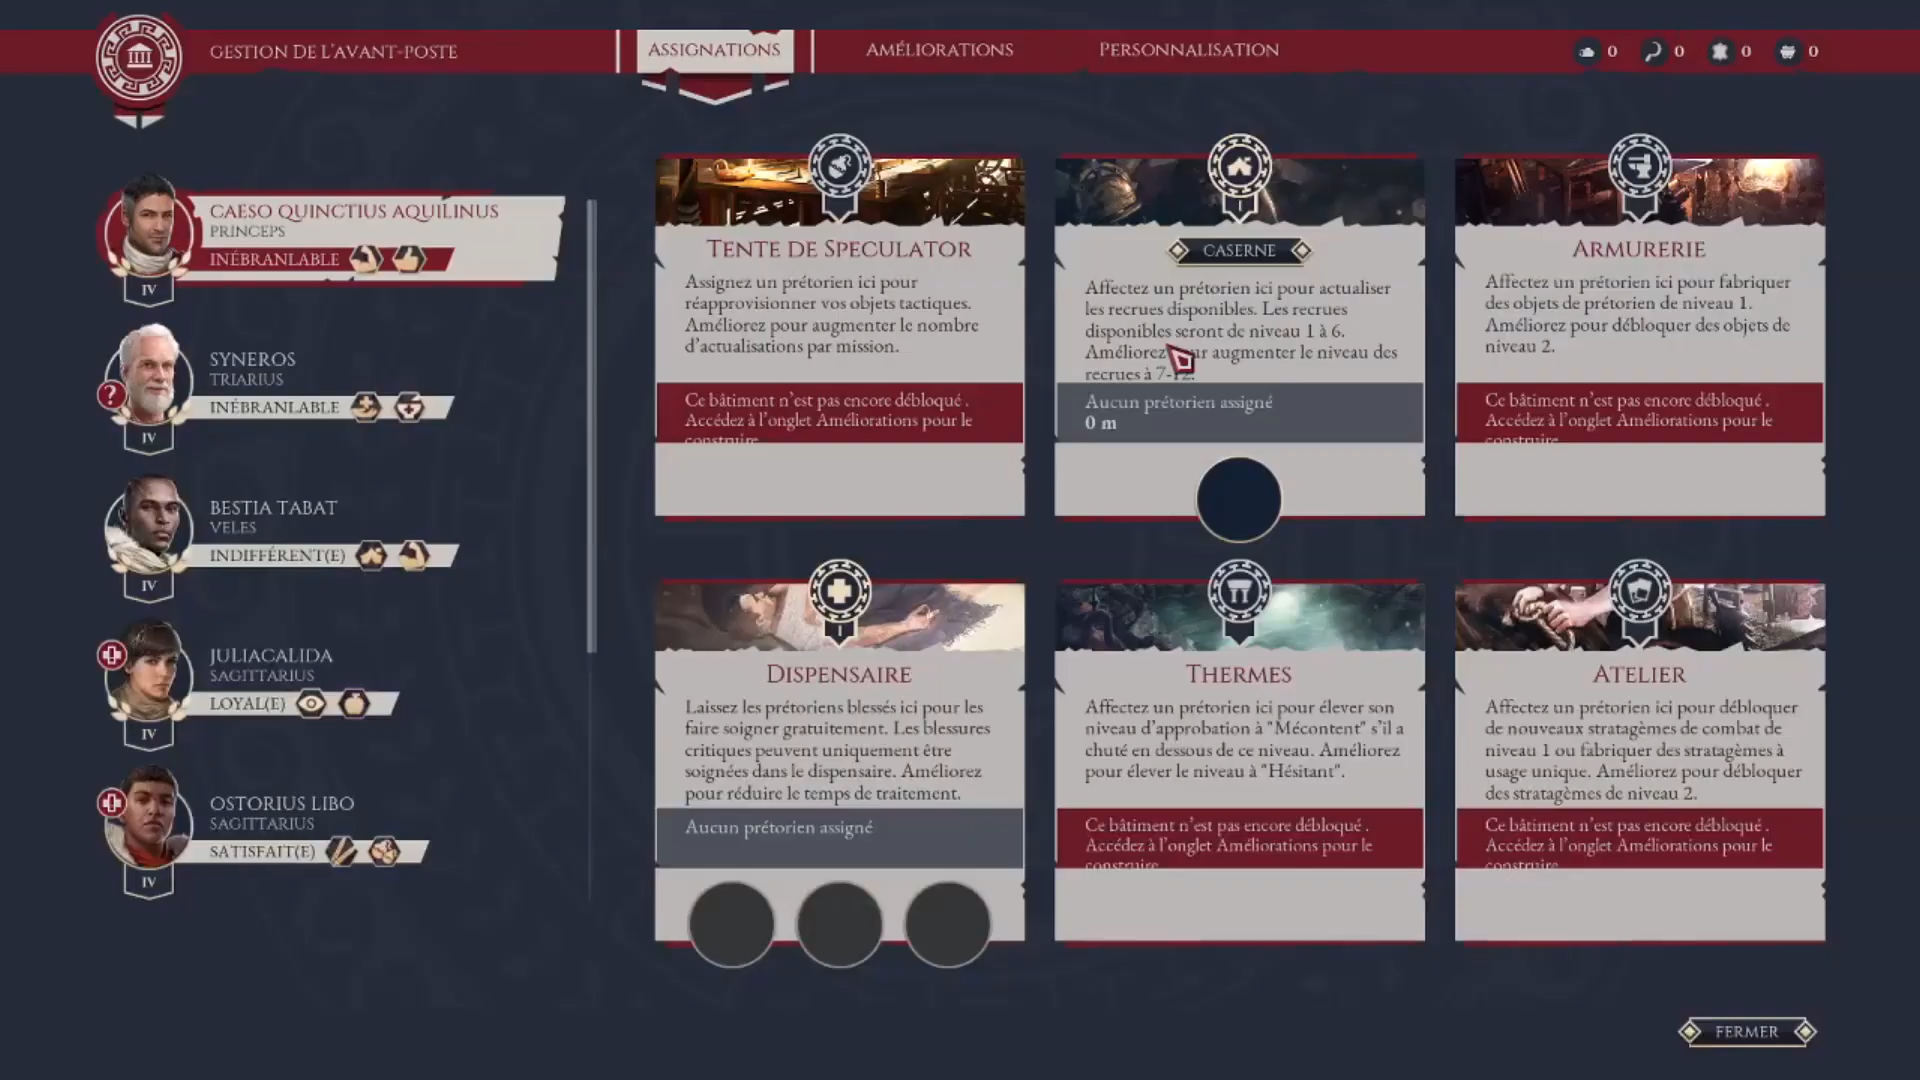 GESTION DE L'AVANT-POSTE
ASSIGNATIONS
AMÉLIORATIONS
PERSONNALISATION
0
0
0
0
CAESO QUINCTIUS AQUILINUS
PRINCEPS
INÉBRANLABLE
IV
SYNEROS
TRIARIUS
?
INÉBRANLABLE
IV
BESTIA TABAT
VELES
INDIFFÉRENT(E)
IV
JULIACALIDA
SAGITTARIUS
LOYAL(E)
IV
OSTORIUS LIBO
SAGITTARIUS
SATISFAIT(E)
IV
TENTE DE SPECULATOR
Assignez un prétorien ici pour
réapprovisionner vos objets tactiques.
Améliorez pour augmenter le nombre
d'actualisations par mission.
Ce bâtiment n'est pas encore débloqué .
Accédez à l'onglet Améliorations pour le
construire
I
CASERNE
Affectez un prétorien ici pour actualiser
les recrues disponibles. Les recrues
disponibles seront de niveau 1 à 6.
Améliorez augmenter le niveau des
recrues à
Aucun prétorien assigné
0 m
ARMURERIE
Affectez un prétorien ici pour fabriquer
des objets de prétorien de niveau 1.
Améliorez pour débloquer des objets de
niveau 2.
Ce bâtiment n'est pas encore débloqué .
Accédez à l'onglet Améliorations pour le
construire
I
DISPENSAIRE
Laissez les prétoriens blessés ici pour les
faire soigner gratuitement. Les blessures
critiques peuvent uniquement être
soignées dans le dispensaire. Améliorez
pour réduire le temps de traitement.
Aucun prétorien assigné
THERMES
Affectez un prétorien ici pour élever son
niveau d'approbation à "Mécontent" s'il a
chuté en dessous de ce niveau. Améliorez
pour élever le niveau à "Hésitant".
Ce bâtiment n'est pas encore débloqué .
Accédez à l'onglet Améliorations pour le
construire
ATELIER
Affectez un prétorien ici pour débloquer
de nouveaux stratagèmes de combat de
niveau 1 ou fabriquer des stratagèmes à
usage unique. Améliorez pour débloquer
des stratagèmes de niveau 2.
Ce bâtiment n'est pas encore débloqué .
Accédez à l'onglet Améliorations pour le
construire
FERMER